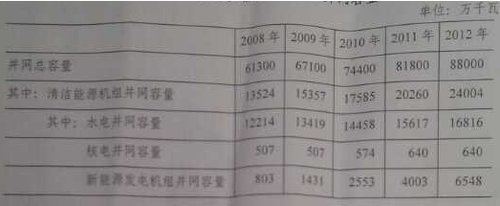 并网容量
单位：万千瓦
2008 年 2009 年 2010 年 2011 年 2012 年
并网总容量 61300 67100 74400 81800 88000
其中：清洁能源机组并网容量 13524 15357 17585 20260 24004
其中：水电并网容量 12214 13419 14458 15617 16816
核电并网容量 507 507 574 640 640
新能源发电机组并网容量 803 1431 2553 4003 6548